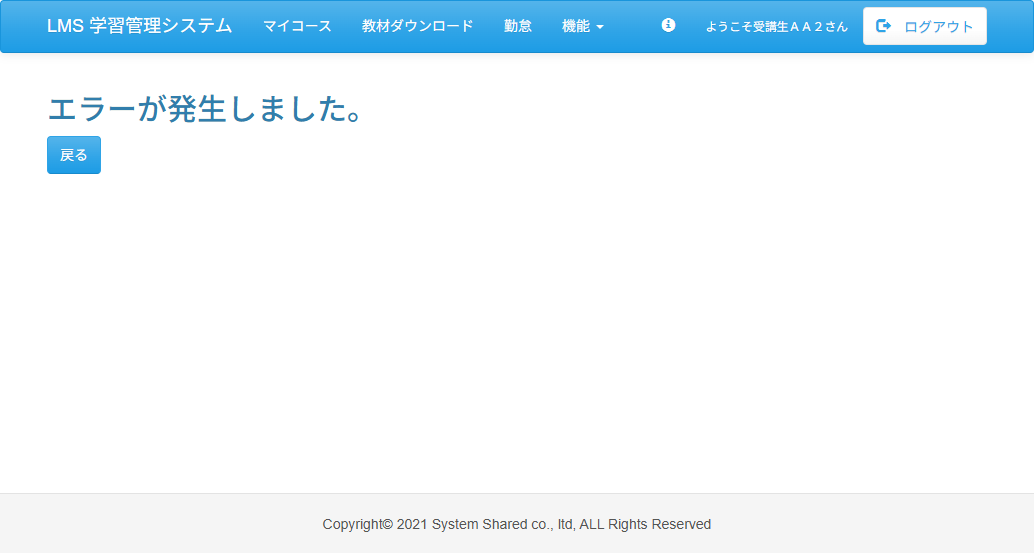 LMS 学習管理システム マイコース 教材ダウンロード 勤怠 機能 ようこそ受講生ＡＡ２さん ログアウト
エラーが発生しました。
戻る
Copyright© 2021 System Shared co., ltd, ALL Rights Reserved